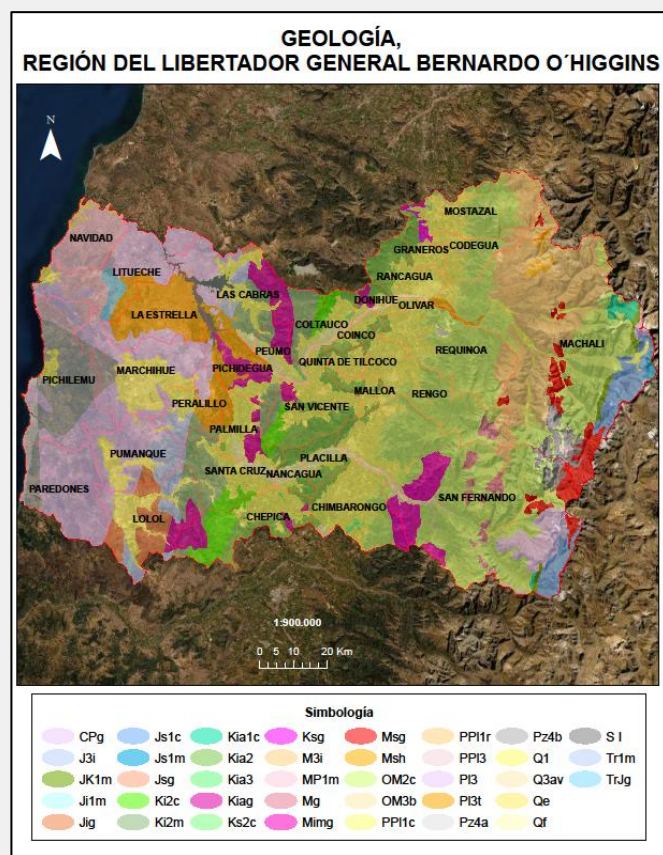 GEOLOGÍA,
REGIÓN DEL LIBERTADOR GENERAL BERNARDO O´HIGGINS
N
MOSTAZAL
NAVIDAD
GRANEROS CODEGUA
LITUECHE
RANCAGUA
LAS CABRAS
DONIHUE
OLIVAR
LA ESTRELLA
COLTAUCO
COINCO
MACHALI
PEUMO
REQUINOA
QUINTA DE TILCOCO
PICHILEMU
MARCHIHUE
PICHIDEGUA
MALLOA
RENGO
PERALILLO
SAN VICENTE
PALMILLA
PUMANQUE
PLACILLA
SANTA CRUZ
NANCAGUA
PAREDONES
SAN FERNANDO
LOLOL
CHIMBARONGO
CHEPICA
1:900.000
0 5 10 20 Km
Simbología
CPg Js1c Kia1c Ksg Msg PPl1r Pz4b S I
J3i Js1m Kia2 M3i Msh PPl3 Q1 Tr1m
JK1m Jsg Kia3 MP1m OM2c Pl3 Q3av TrJg
Ji1m Ki2c Kiag Mg OM3b Pl3t Qe
Jig Ki2m Ks2c Mimg PPl1c Pz4a Qf